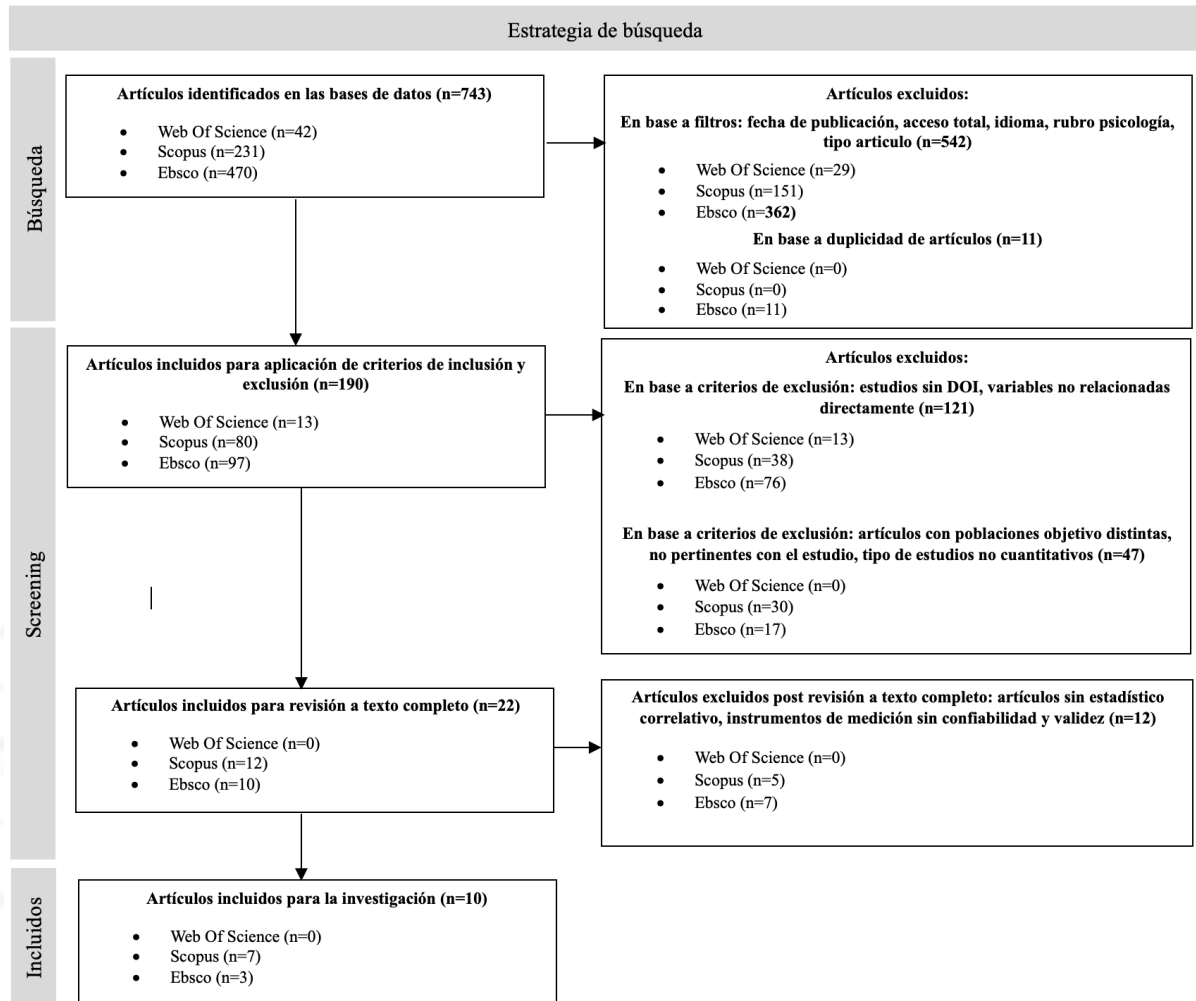 Estrategia de búsqueda
Búsqueda
Artículos identificados en las bases de datos (n=743)
• Web Of Science (n=42)
• Scopus (n=231)
• Ebsco (n=470)
Artículos excluidos:
En base a filtros: fecha de publicación, acceso total, idioma, rubro psicología,
tipo articulo (n=542)
• Web Of Science (n=29)
• Scopus (n=151)
• Ebsco (n=362)
En base a duplicidad de artículos (n=11)
• Web Of Science (n=0)
• Scopus (n=0)
• Ebsco (n=11)
Screening
Artículos incluidos para aplicación de criterios de inclusión y
exclusión (n=190)
• Web Of Science (n=13)
• Scopus (n=80)
• Ebsco (n=97)
Artículos excluidos:
En base a criterios de exclusión: estudios sin DOI, variables no relacionadas
directamente (n=121)
• Web Of Science (n=13)
• Scopus (n=38)
• Ebsco (n=76)
En base a criterios de exclusión: artículos con poblaciones objetivo distintas,
no pertinentes con el estudio, tipo de estudios no cuantitativos (n=47)
• Web Of Science (n=0)
• Scopus (n=30)
• Ebsco (n=17)
Artículos incluidos para revisión a texto completo (n=22)
• Web Of Science (n=0)
• Scopus (n=12)
• Ebsco (n=10)
Artículos excluidos post revisión a texto completo: artículos sin estadístico
correlativo, instrumentos de medición sin confiabilidad y validez (n=12)
• Web Of Science (n=0)
• Scopus (n=5)
• Ebsco (n=7)
Incluidos
Artículos incluidos para la investigación (n=10)
• Web Of Science (n=0)
• Scopus (n=7)
• Ebsco (n=3)